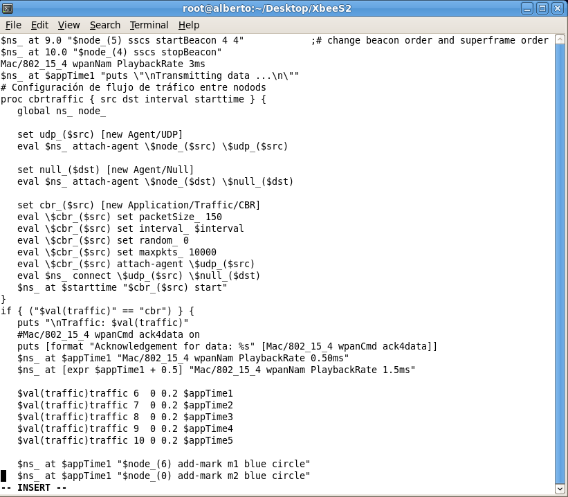 root@alberto:~/Desktop/XbeeS2
File Edit View Search Terminal Help
$ns_ at 9.0 "$node_(5) sscs startBeacon 4 4" ;# change beacon order and superframe order
$ns_ at 10.0 "$node_(4) sscs stopBeacon"
Mac/802_15_4 wpanNam PlaybackRate 3ms
$ns_ at $appTime1 "puts \"\nTransmitting data ...\n\""
# Configuración de flujo de tráfico entre nodods
proc cbrtraffic { src dst interval starttime } {
   global ns_ node_

   set udp_($src) [new Agent/UDP]
   eval $ns_ attach-agent \$node_($src) \$udp_($src)

   set null_($dst) [new Agent/Null]
   eval $ns_ attach-agent \$node_($dst) \$null_($dst)

   set cbr_($src) [new Application/Traffic/CBR]
   eval \$cbr_($src) set packetSize_ 150
   eval \$cbr_($src) set interval_ $interval
   eval \$cbr_($src) set random_ 0
   eval \$cbr_($src) set maxpkts_ 10000
   eval \$cbr_($src) attach-agent \$udp_($src)
   eval $ns_ connect \$udp_($src) \$null_($dst)
   $ns_ at $starttime "$cbr_($src) start"
}
if { ("$val(traffic)" == "cbr") } {
   puts "\nTraffic: $val(traffic)"
   #Mac/802_15_4 wpanCmd ack4data on
   puts [format "Acknowledgement for data: %s" [Mac/802_15_4 wpanCmd ack4data]]
   $ns_ at $appTime1 "Mac/802_15_4 wpanNam PlaybackRate 0.50ms"
   $ns_ at [expr $appTime1 + 0.5] "Mac/802_15_4 wpanNam PlaybackRate 1.5ms"

   $val(traffic)traffic 6  0 0.2 $appTime1
   $val(traffic)traffic 7  0 0.2 $appTime2
   $val(traffic)traffic 8  0 0.2 $appTime3
   $val(traffic)traffic 9  0 0.2 $appTime4
   $val(traffic)traffic 10 0 0.2 $appTime5

   $ns_ at $appTime1 "$node_(6) add-mark m1 blue circle"
   $ns_ at $appTime1 "$node_(0) add-mark m2 blue circle"
-- INSERT --